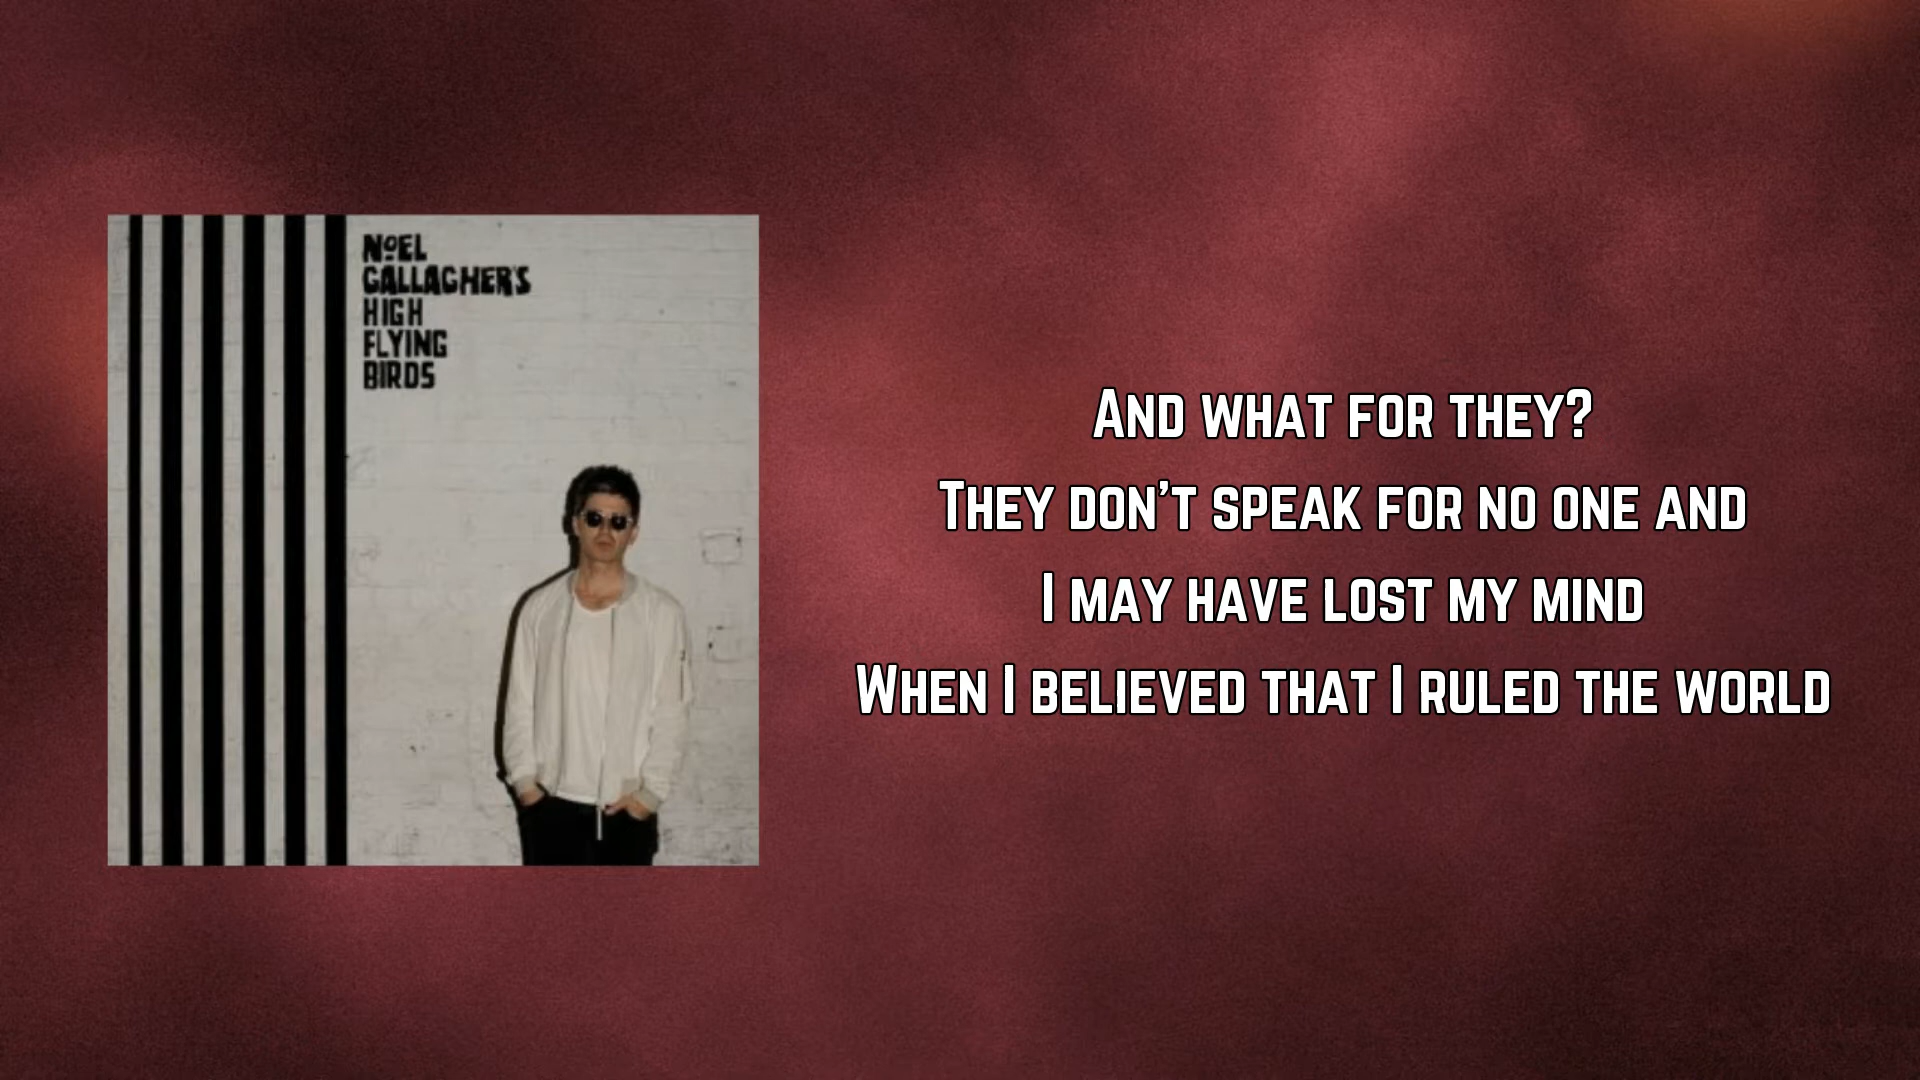 NOEL
GALLAGHER'S
HIGH
FLYING
BIRDS
And what for they?
They don't speak for no one and
I may have lost my mind
When I believed that I ruled the world